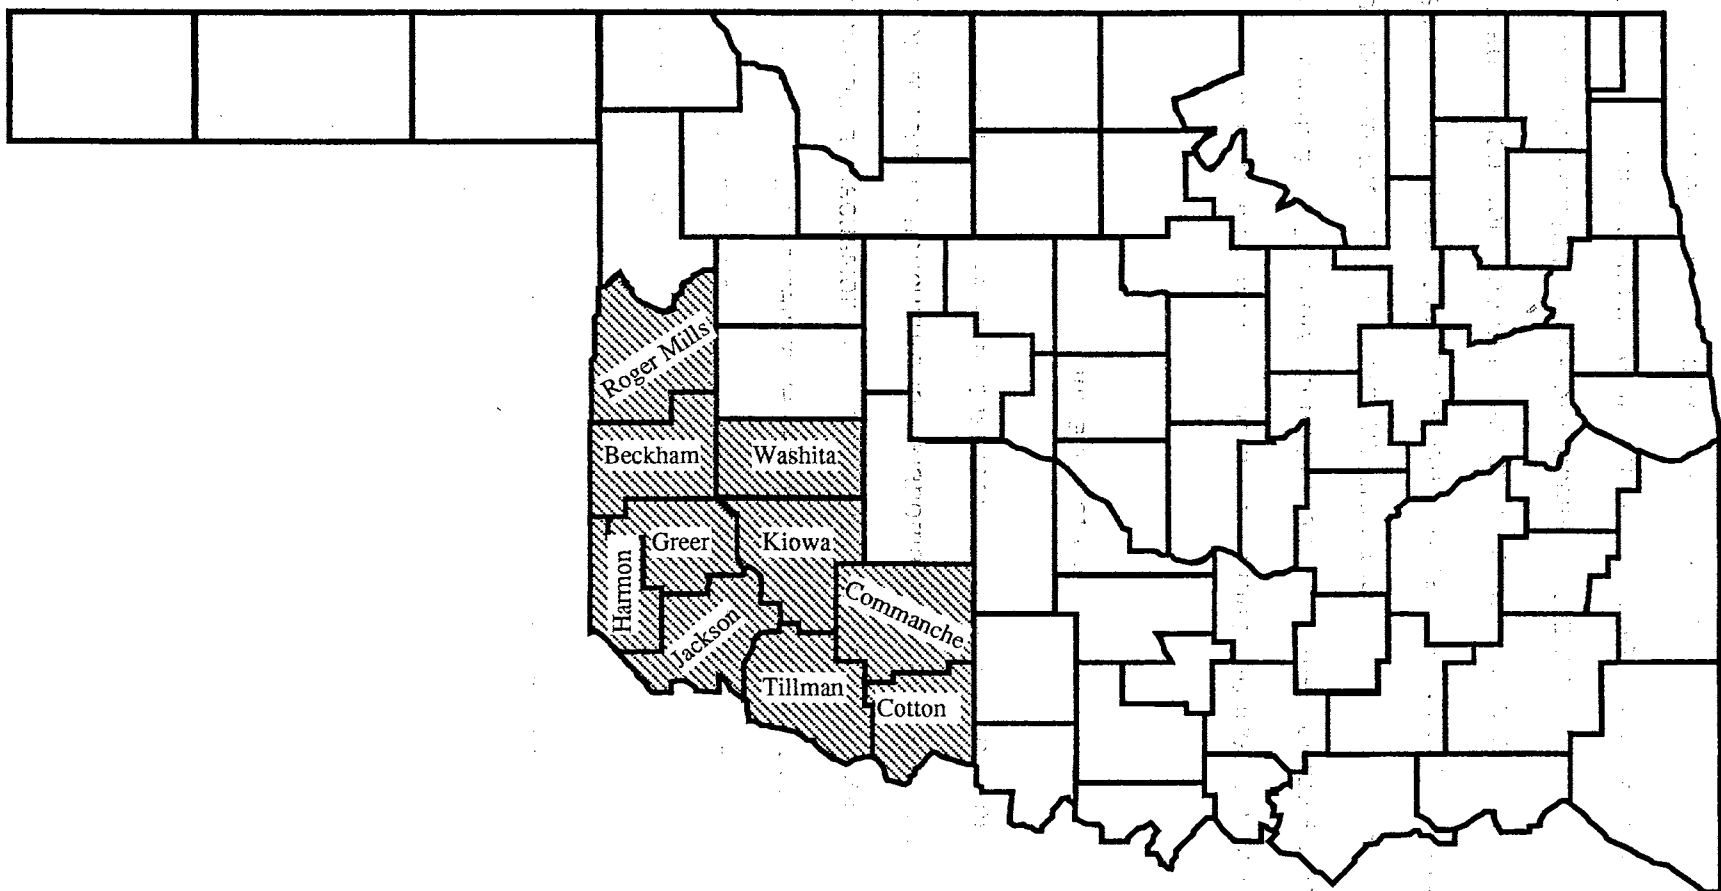 Roger Mills
Beckham
Washita
Greer
Kiowa
Harmon
Commanche
Jackson
Tillman
Cotton